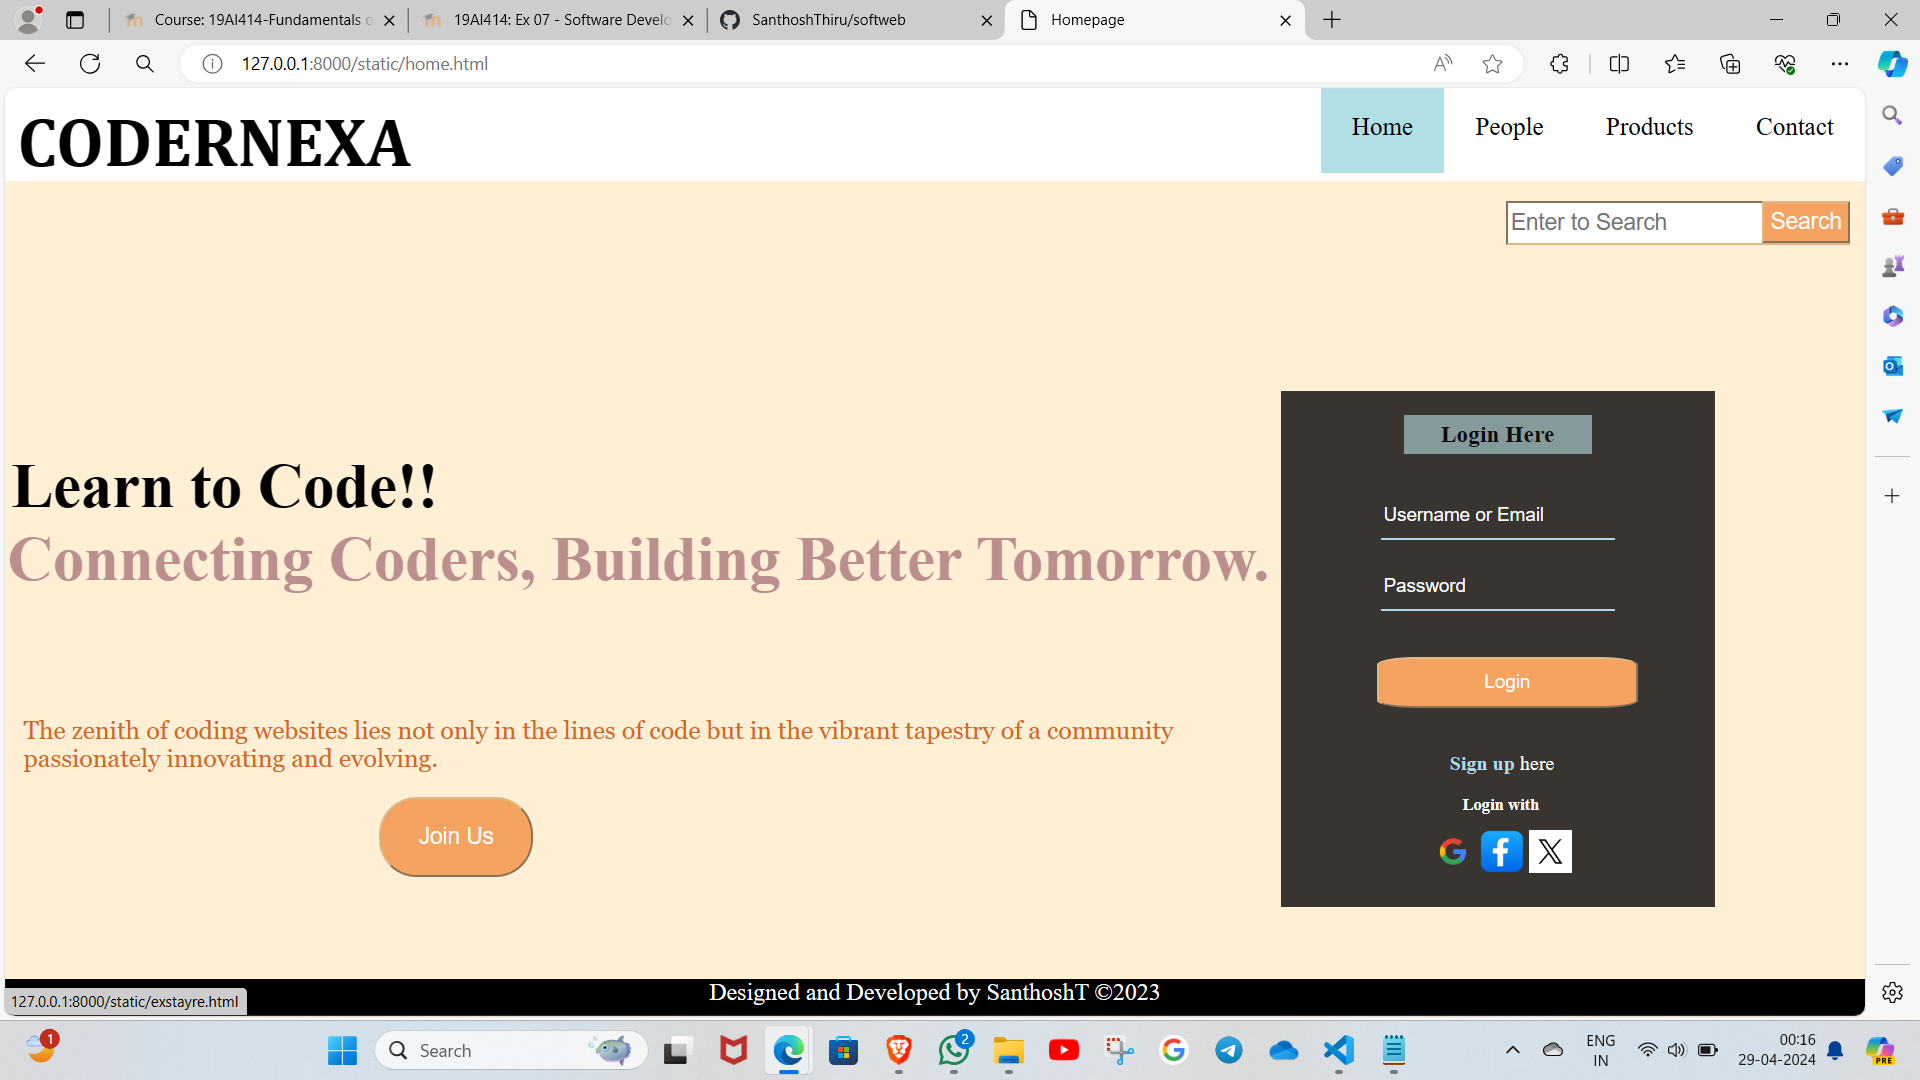 Course: 19AI414-Fundamentals o
19AI414: Ex 07 - Software Develo
SanthoshThiru/softweb
Homepage
127.0.0.1:8000/static/home.html
CODERNEXA
Home
People
Products
Contact
Enter to Search
Search
Learn to Code!!
Connecting Coders, Building Better Tomorrow.
The zenith of coding websites lies not only in the lines of code but in the vibrant tapestry of a community
passionately innovating and evolving.
Join Us
Login Here
Username or Email
Password
Login
Sign up here
Login with
Designed and Developed by SanthoshT ©2023
127.0.0.1:8000/static/exstayre.html
1
Search
2
ENG
IN
00:16
29-04-2024
PRE